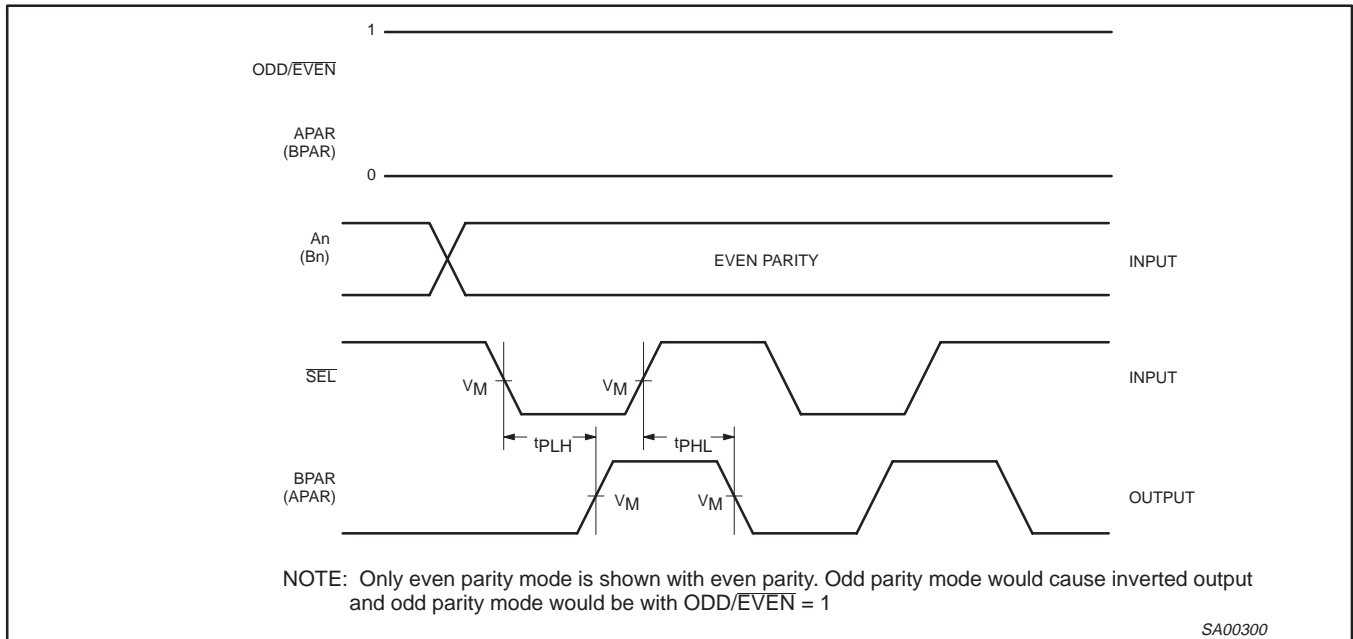 1
ODD/EVEN
APAR
(BPAR)
0
An
(Bn)
EVEN PARITY
INPUT
SEL
VM
VM
INPUT
tPLH
tPHL
BPAR
(APAR)
VM
VM
OUTPUT
NOTE: Only even parity mode is shown with even parity. Odd parity mode would cause inverted output
and odd parity mode would be with ODD/EVEN = 1
SA00300